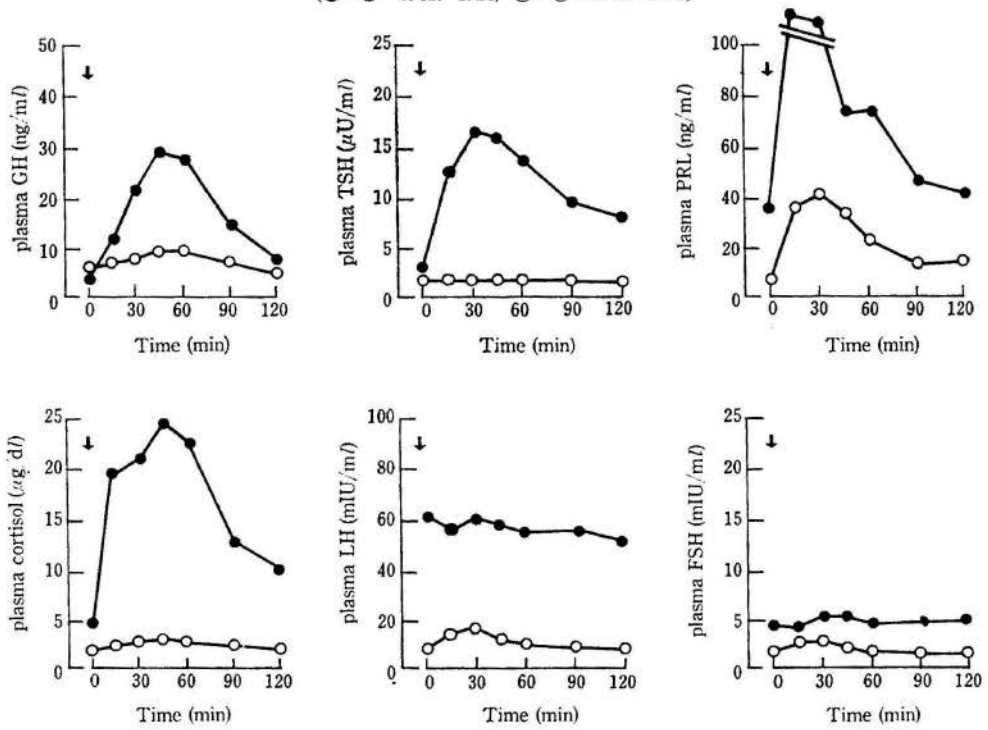 50
40
30
20
10
0
plasma GH (ng/ml)
0 30 60 90 120
Time (min)
25
20
15
10
5
0
plasma TSH (μU/ml)
0 30 60 90 120
Time (min)
100
80
60
40
20
0
plasma PRL (ng/ml)
0 30 60 90 120
Time (min)
25
20
15
10
5
0
plasma cortisol (μg/dl)
0 30 60 90 120
Time (min)
100
80
60
40
20
0
plasma LH (mIU/ml)
0 30 60 90 120
Time (min)
25
20
15
10
5
0
plasma FSH (mIU/ml)
0 30 60 90 120
Time (min)